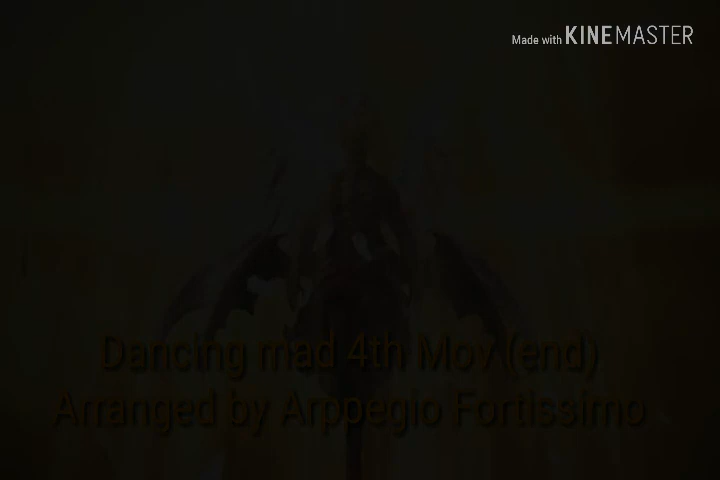 Made with KINEMASTER
Dancing mad 4th Mov (end)
Arranged by Arppegio Fortissimo